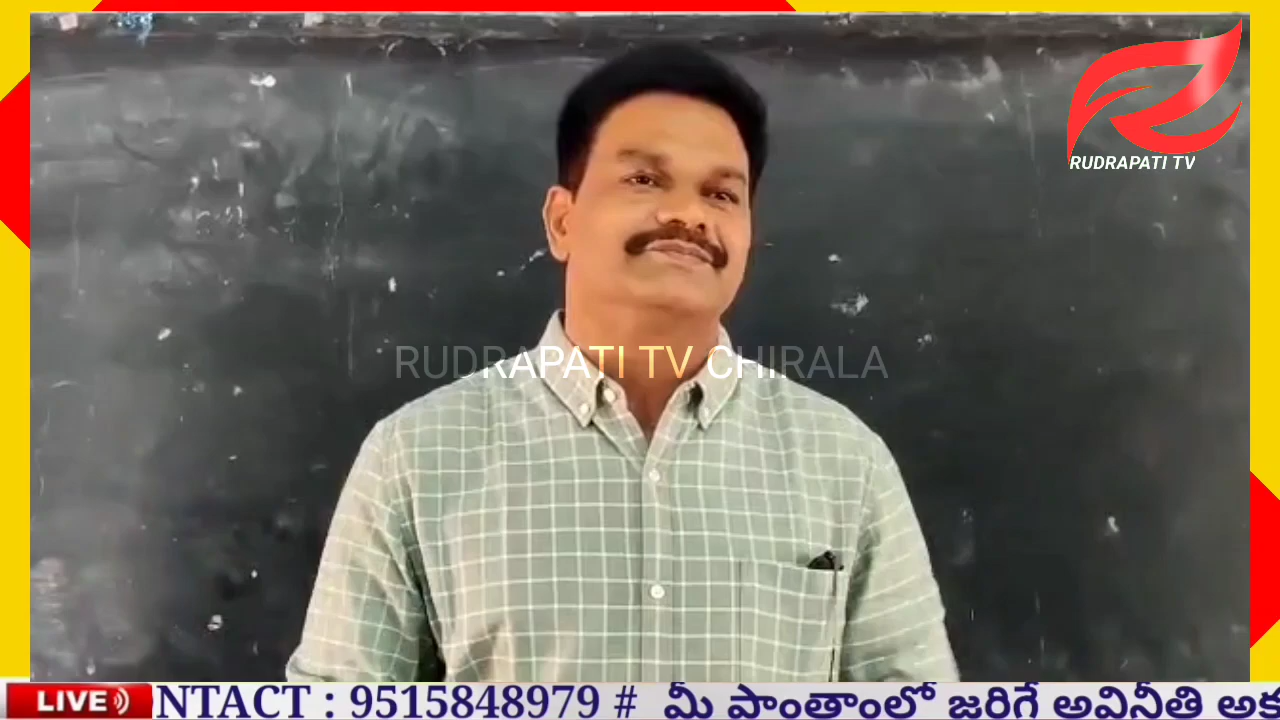 RUDRAPATI TV
RUDRAPATI TV CHIRALA
LIVE
NTACT : 9515848979 # మీ పాంతాంలో జరిగే అవినీతి అక